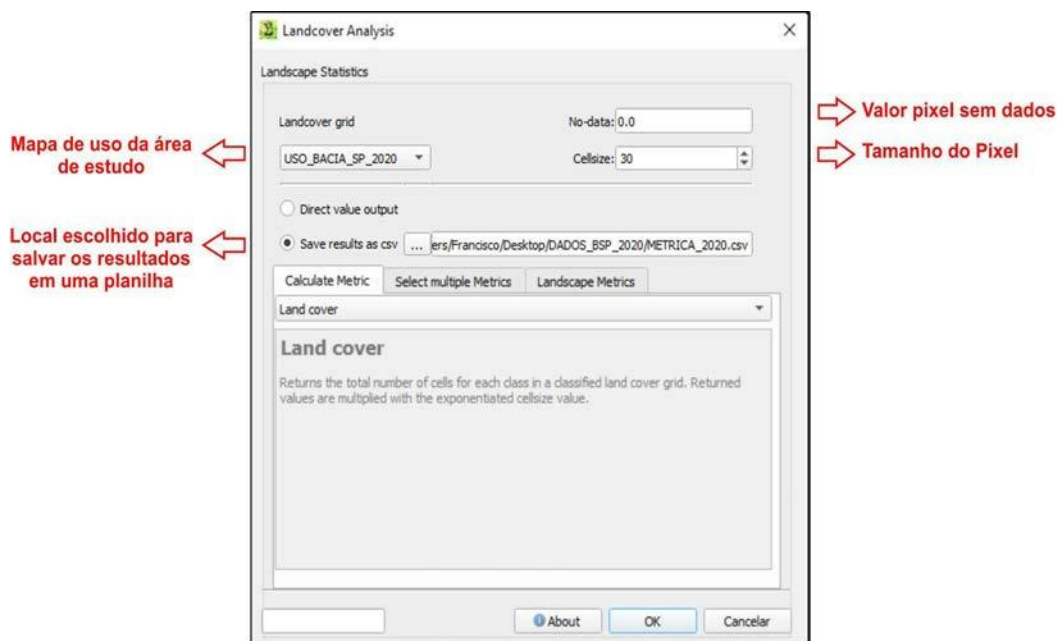 Landcover Analysis
Landscape Statistics
Landcover grid
No-data: 0.0
Valor pixel sem dados
Mapa de uso da área
de estudo
USO_BACIA_SP_2020
Cellsize: 30
Tamanho do Pixel
Direct value output
Local escolhido para
salvar os resultados
em uma planilha
Save results as csv ... ers/Francisco/Desktop/DADOS_BSP_2020/METRICA_2020.csv
Calculate Metric Select multiple Metrics Landscape Metrics
Land cover
Land cover
Returns the total number of cells for each class in a classified land cover grid. Returned
values are multiplied with the exponentiated cellsize value.
About OK Cancelar